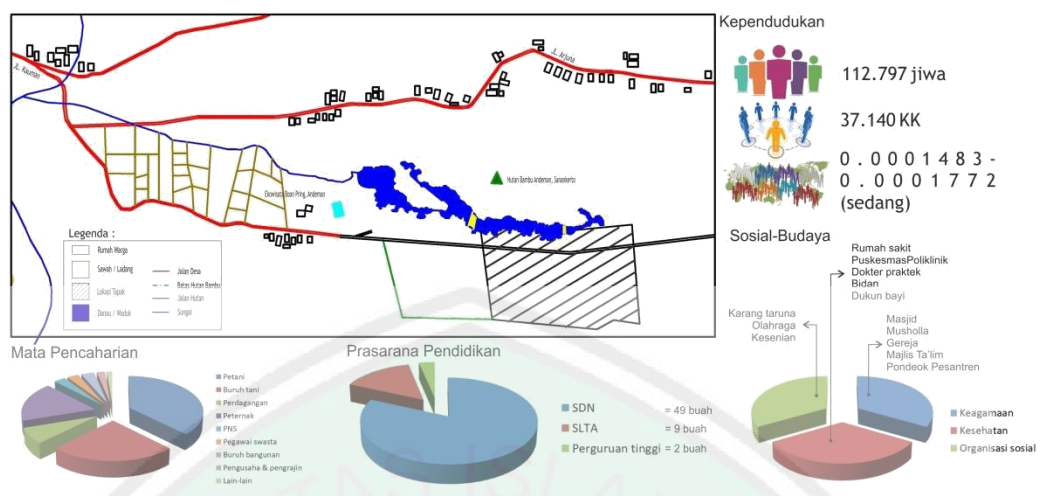 JL. Kauman
JL. Arjuna
Hutan Bambu Andeman, Sanankerto
Ekowisata Boon Pring, Andeman
Legenda :
Rumah Warga
Sawah / Ladang
Lokasi Tapak
Danau / Waduk
Jalan Desa
Batas Hutan Bambu
Jalan Hutan
Sungai
Kependudukan
112.797 jiwa
37.140 KK
0.0001483-
0.0001772
(sedang)
Sosial-Budaya
Rumah sakit
PuskesmasPoliklinik
Dokter praktek
Bidan
Dukun bayi
Karang taruna
Olahraga
Kesenian
Masjid
Musholla
Gereja
Majlis Ta'lim
Pondeok Pesantren
Keagamaan
Kesehatan
Organisasi sosial
Mata Pencaharian
Petani
Buruh tani
Perdagangan
Peternak
PNS
Pegawai swasta
Buruh bangunan
Pengusaha & pengrajin
Lain-lain
Prasarana Pendidikan
SDN = 49 buah
SLTA = 9 buah
Perguruan tinggi = 2 buah